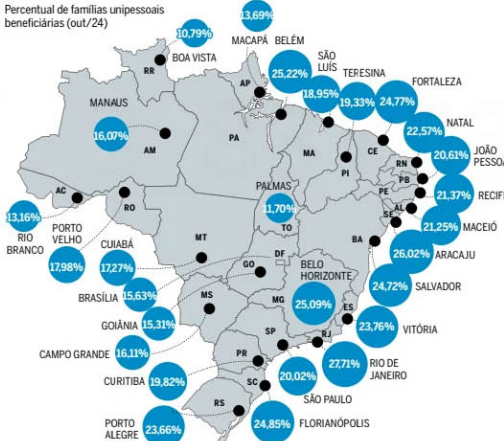 Percentual de famílias unipessoais
beneficiárias (out/24)
13,69%
10,79%
BOA VISTA
MACAPÁ
BELÉM
25,22%
SÃO
LUÍS
18,95%
TERESINA
19,33%
FORTALEZA
24,77%
NATAL
22,57%
JOÃO
PESSOA
20,61%
RECIFE
21,37%
MACEIÓ
21,25%
ARACAJU
26,02%
SALVADOR
24,72%
RR
AP
MANAUS
16,07%
AM
PA
MA
PI
CE
RN
PB
PE
AL
SE
BA
PALMAS
11,70%
TO
AC
13,16%
RIO
BRANCO
RO
PORTO
VELHO
17,98%
MT
CUIABÁ
17,27%
DF
BRASÍLIA
15,63%
GO
GOIÂNIA
15,31%
BELO
HORIZONTE
25,09%
MG
ES
VITÓRIA
23,76%
MS
CAMPO GRANDE
16,11%
SP
RJ
RIO DE
JANEIRO
27,71%
SÃO PAULO
20,02%
PR
CURITIBA
19,82%
SC
FLORIANÓPOLIS
24,85%
RS
PORTO
ALEGRE
23,66%